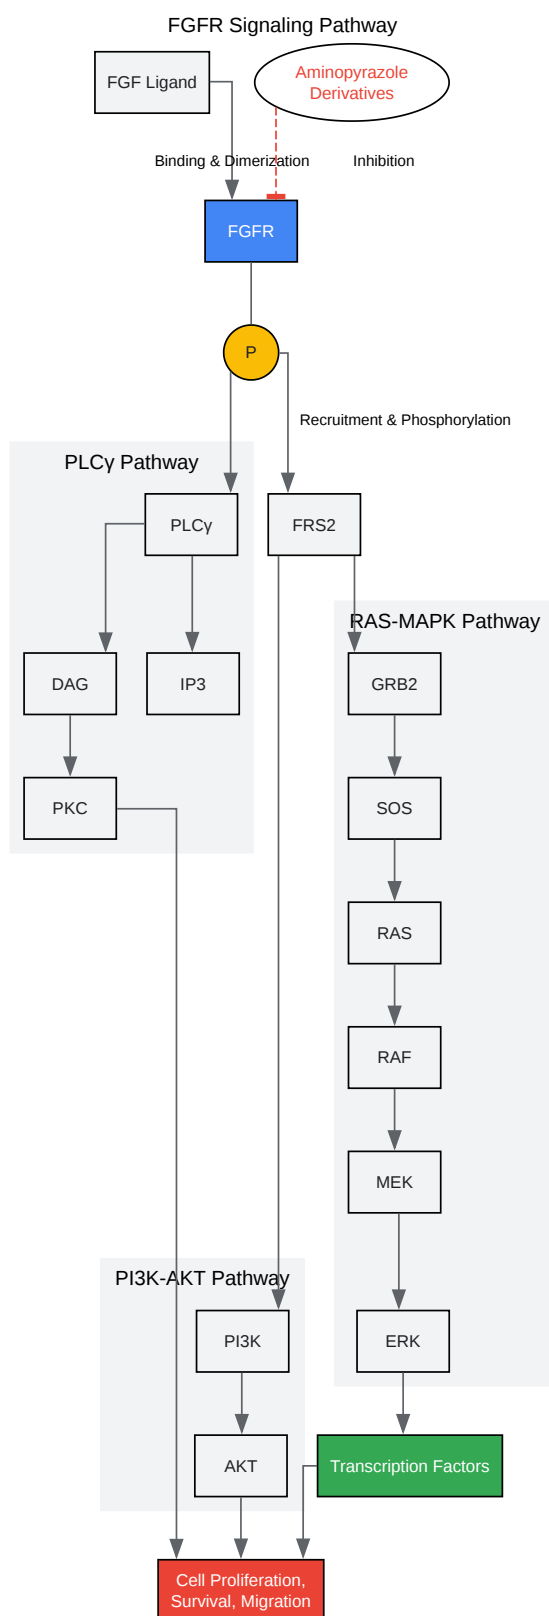 FGFR Signaling Pathway
FGF Ligand
Aminopyrazole
Derivatives
Binding & Dimerization
Inhibition
FGFR
P
Recruitment & Phosphorylation
PLCγ Pathway
PLCγ
FRS2
RAS-MAPK Pathway
DAG
IP3
GRB2
PKC
SOS
RAS
RAF
MEK
PI3K-AKT Pathway
PI3K
ERK
AKT
Transcription Factors
Cell Proliferation,
Survival, Migration